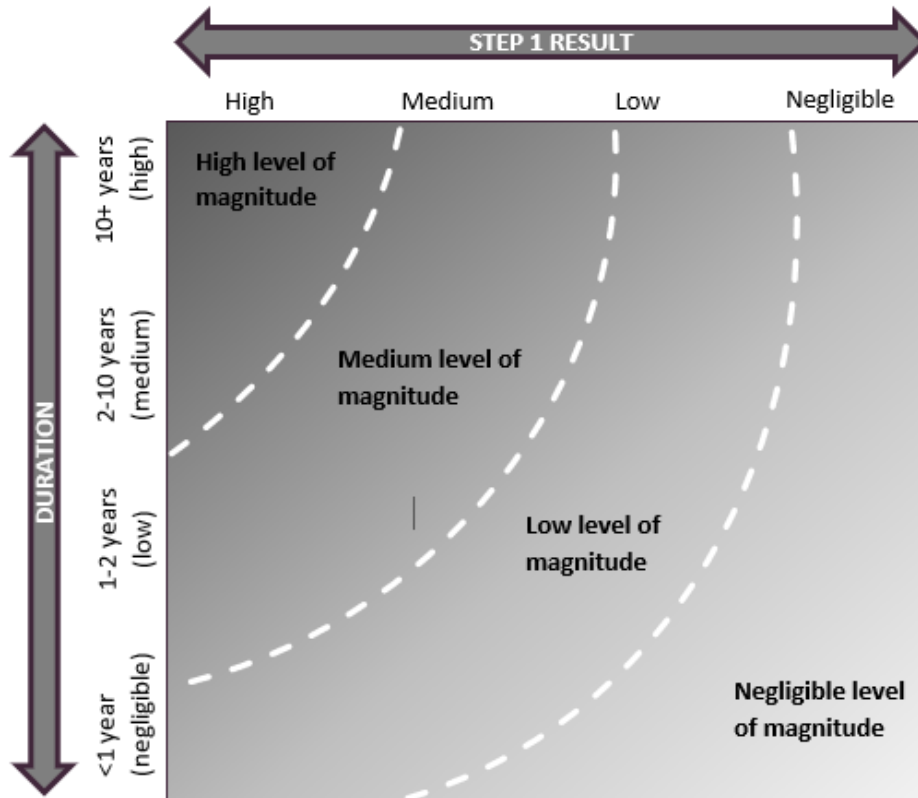 STEP 1 RESULT
High Medium Low Negligible
DURATION
10+ years
(high)
2-10 years
(medium)
1-2 years
(low)
<1 year
(negligible)
High level of
magnitude
Medium level of
magnitude
Low level of
magnitude
Negligible level
of magnitude